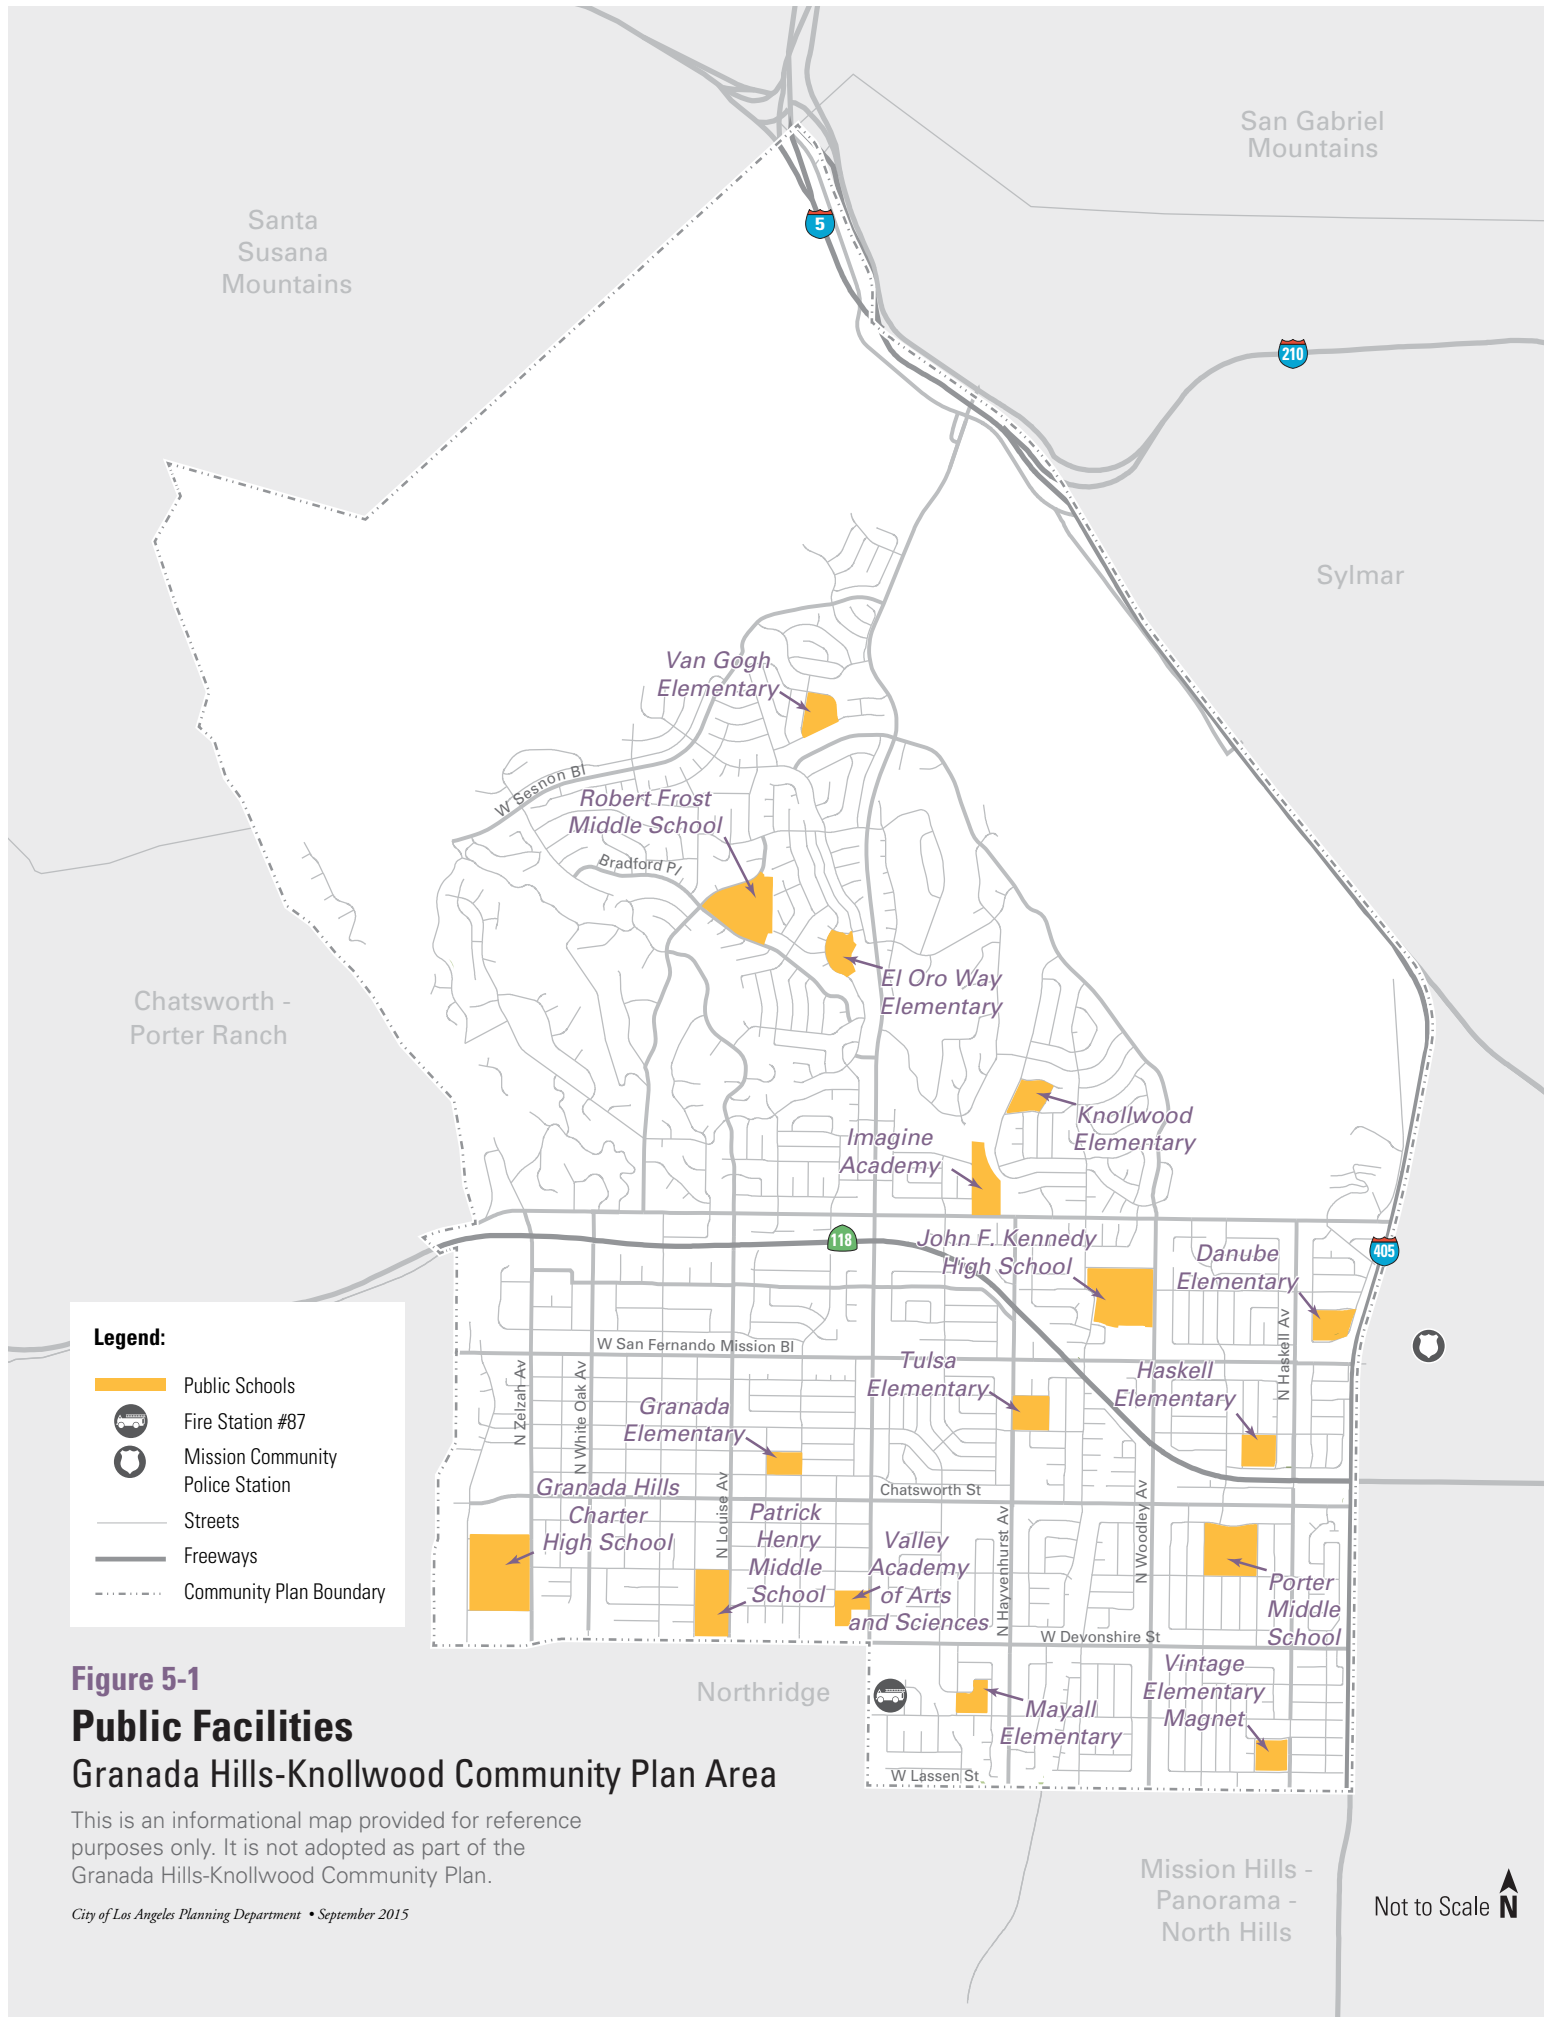 San Gabriel
Mountains
Santa
Susana
Mountains
5
210
Sylmar
Van Gogh
Elementary
W Sesnon Bl
Robert Frost
Middle School
Bradford Pl
El Oro Way
Elementary
Chatsworth -
Porter Ranch
Knollwood
Elementary
Imagine
Academy
118
John F. Kennedy
High School
Danube
Elementary
405
Legend:
Public Schools
Fire Station #87
Mission Community
Police Station
Streets
Freeways
Community Plan Boundary
W San Fernando Mission Bl
N Zelzah Av
N White Oak Av
N Haskell Av
Tulsa
Elementary
Haskell
Elementary
Granada
Elementary
Chatsworth St
N Louise Av
N Hayvenhurst Av
N Woodley Av
Granada Hills
Charter
High School
Patrick
Henry
Middle
School
Valley
Academy
of Arts
and Sciences
Porter
Middle
School
W Devonshire St
Northridge
Mayall
Elementary
Vintage
Elementary
Magnet
W Lassen St
Figure 5-1
Public Facilities
Granada Hills-Knollwood Community Plan Area
This is an informational map provided for reference
purposes only. It is not adopted as part of the
Granada Hills-Knollwood Community Plan.
City of Los Angeles Planning Department • September 2015
Mission Hills -
Panorama -
North Hills
Not to Scale N